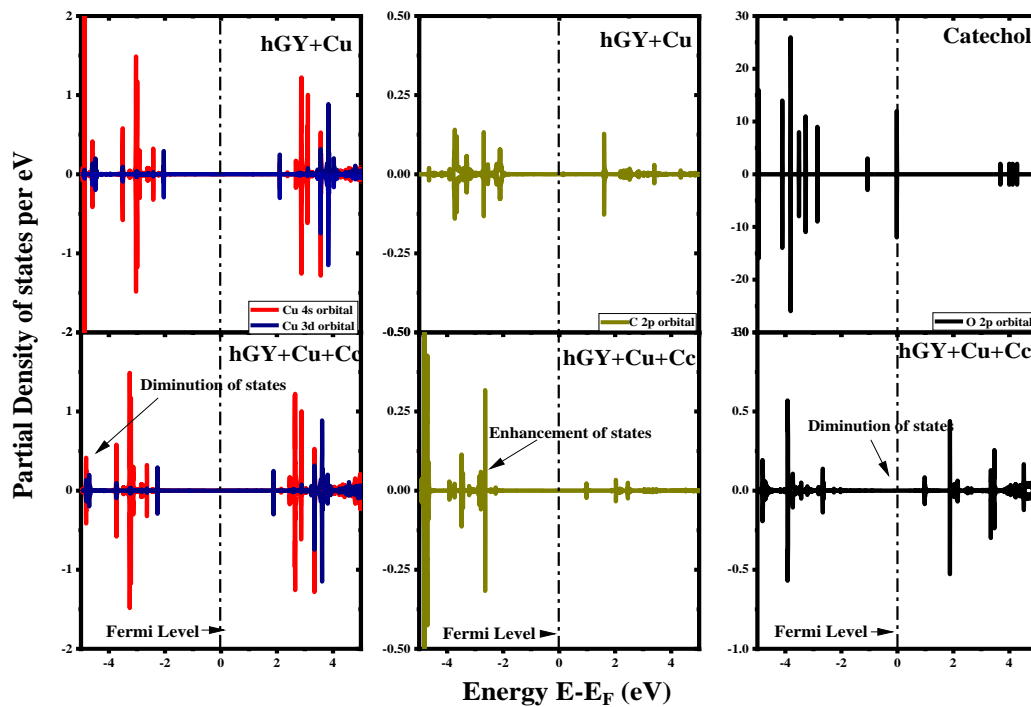 Partial Density of states per eV
2
1
0
-1
-2
hGY+Cu
Cu 4s orbital
Cu 3d orbital
0.50
0.25
0.00
-0.25
-0.50
hGY+Cu
C 2p orbital
30
20
10
0
-10
-20
-30
Catechol
O 2p orbital
1
0
-1
-2
hGY+Cu+Cc
Diminution of states
Fermi Level
-4
-2
0
2
4
0.25
0.00
-0.25
-0.50
hGY+Cu+Cc
Enhancement of states
Fermi Level
-4
-2
0
2
4
0.5
0.0
-0.5
-1.0
hGY+Cu+Cc
Diminution of states
Fermi Level
-4
-2
0
2
4
Energy E-E_F (eV)